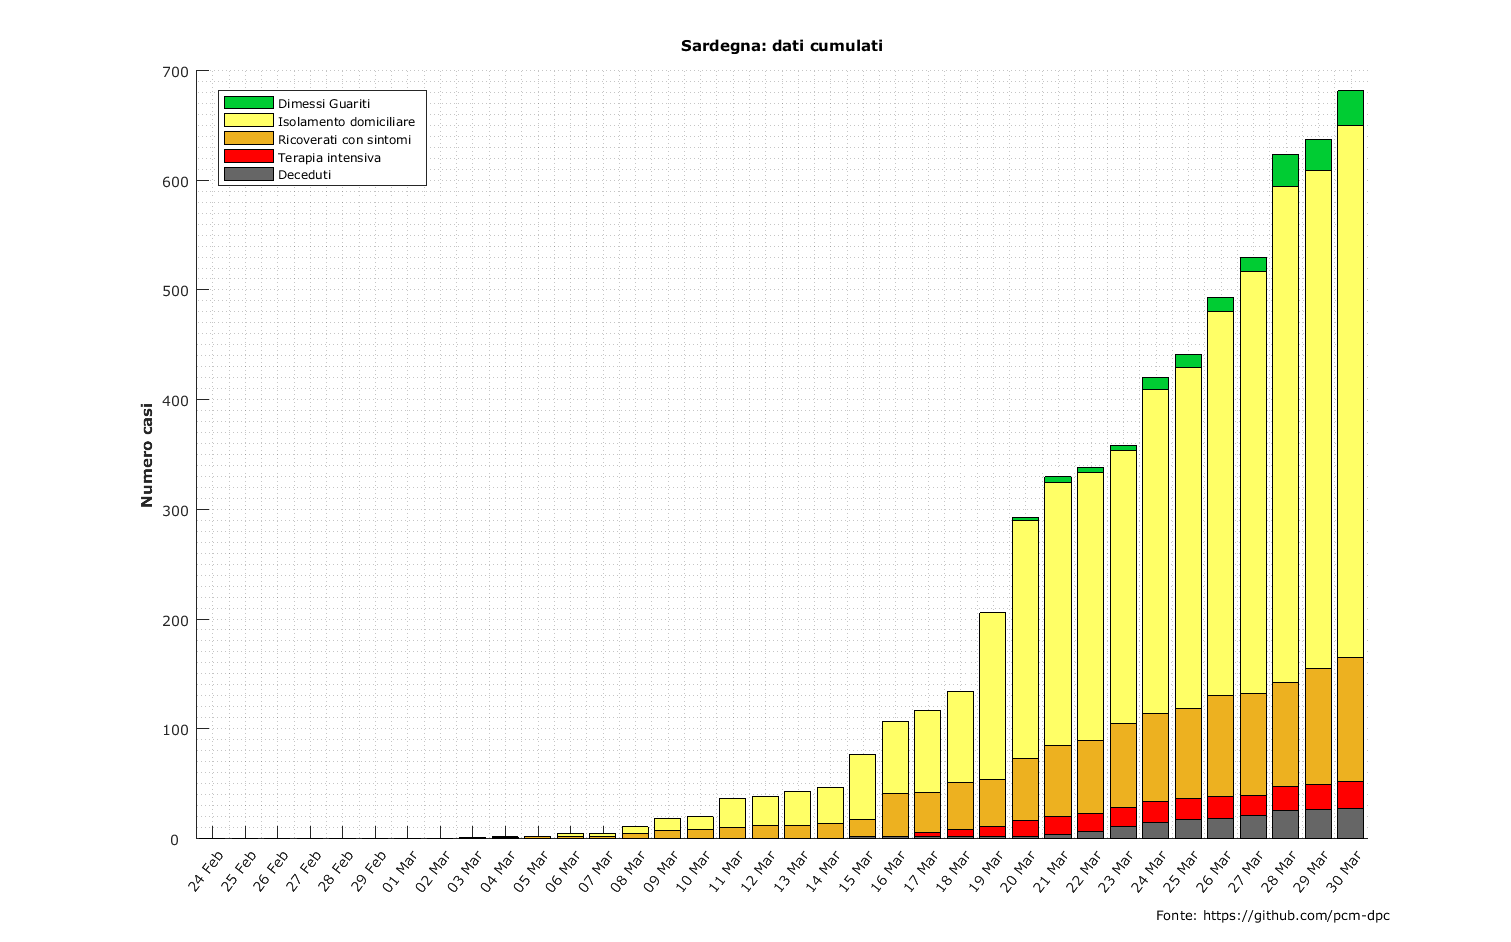 Sardegna: dati cumulati
700
600
500
400
300
200
100
0
Numero casi
Dimessi Guariti
Isolamento domiciliare
Ricoverati con sintomi
Terapia intensiva
Deceduti
24 Feb
25 Feb
26 Feb
27 Feb
28 Feb
29 Feb
01 Mar
02 Mar
03 Mar
04 Mar
05 Mar
06 Mar
07 Mar
08 Mar
09 Mar
10 Mar
11 Mar
12 Mar
13 Mar
14 Mar
15 Mar
16 Mar
17 Mar
18 Mar
19 Mar
20 Mar
21 Mar
22 Mar
23 Mar
24 Mar
25 Mar
26 Mar
27 Mar
28 Mar
29 Mar
30 Mar
Fonte: https://github.com/pcm-dpc